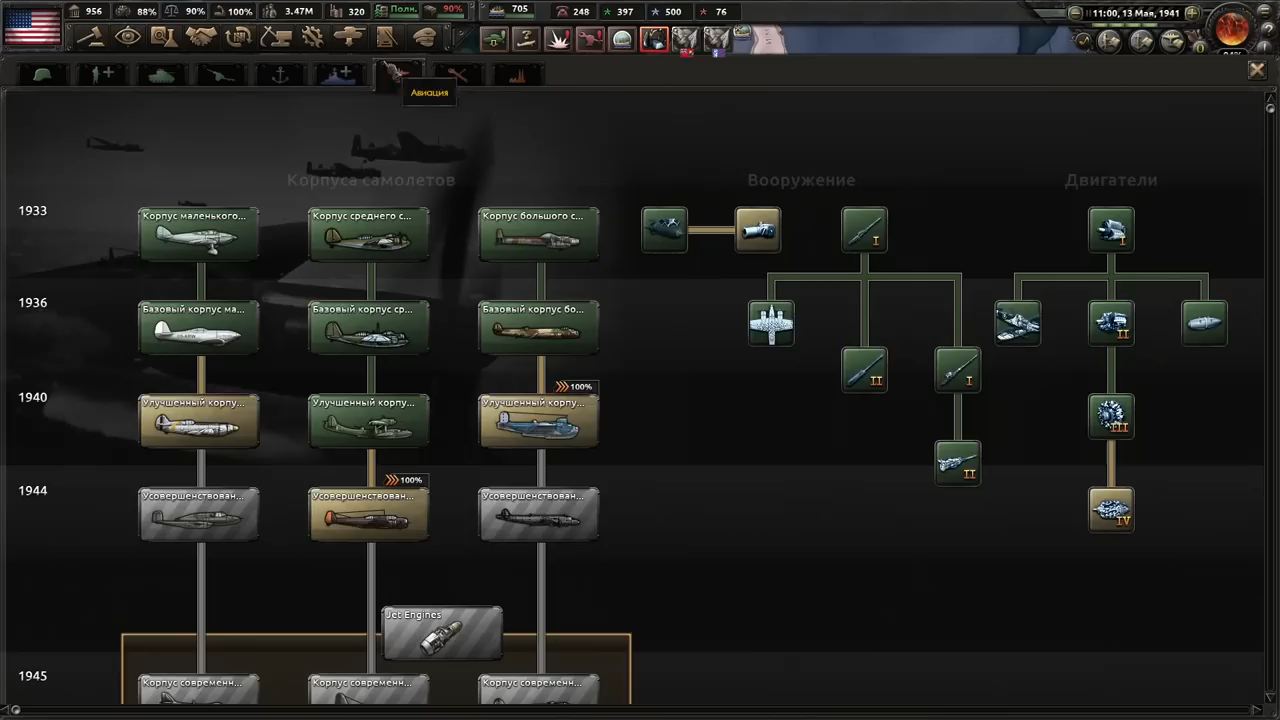 956 88% 90% 100% 3.47M 320 Полн. 90% 705 248 397 500 76 11:00, 13 Мая, 1941
Авиация
Корпуса самолетов Вооружение Двигатели
1933
Корпус маленького... Корпус среднего с... Корпус большого с... I I
1936
Базовый корпус ма... Базовый корпус ср... Базовый корпус бо... II
II I
100%
1940
Улучшенный корпу... Улучшенный корпу... Улучшенный корпу... III
II
100%
1944
Усовершенствован... Усовершенствован... Усовершенствован... IV
Jet Engines
1945
Корпус современн... Корпус современн... Корпус современн...